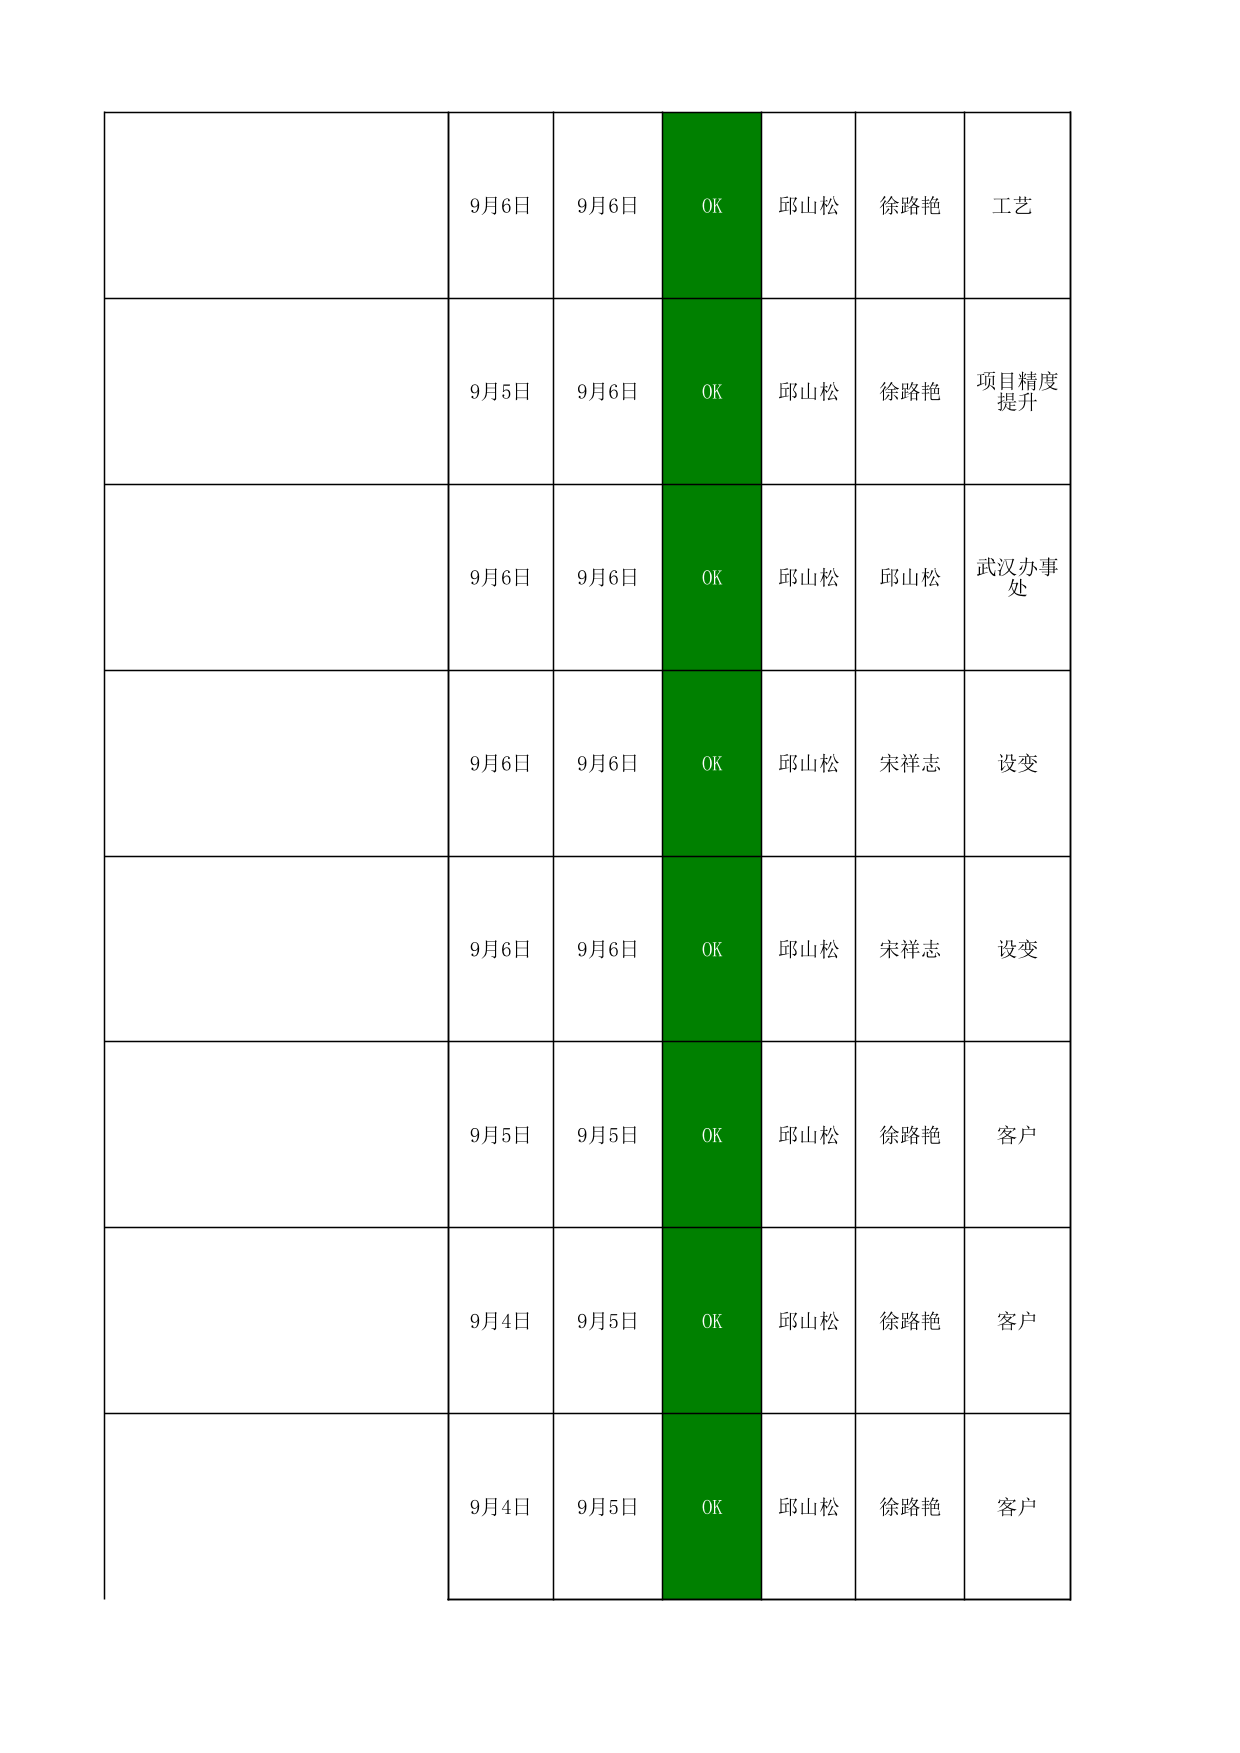 9月6日 9月6日 OK 邱山松 徐路艳 工艺
9月5日 9月6日 OK 邱山松 徐路艳 项目精度
提升
9月6日 9月6日 OK 邱山松 邱山松 武汉办事
处
9月6日 9月6日 OK 邱山松 宋祥志 设变
9月6日 9月6日 OK 邱山松 宋祥志 设变
9月5日 9月5日 OK 邱山松 徐路艳 客户
9月4日 9月5日 OK 邱山松 徐路艳 客户
9月4日 9月5日 OK 邱山松 徐路艳 客户